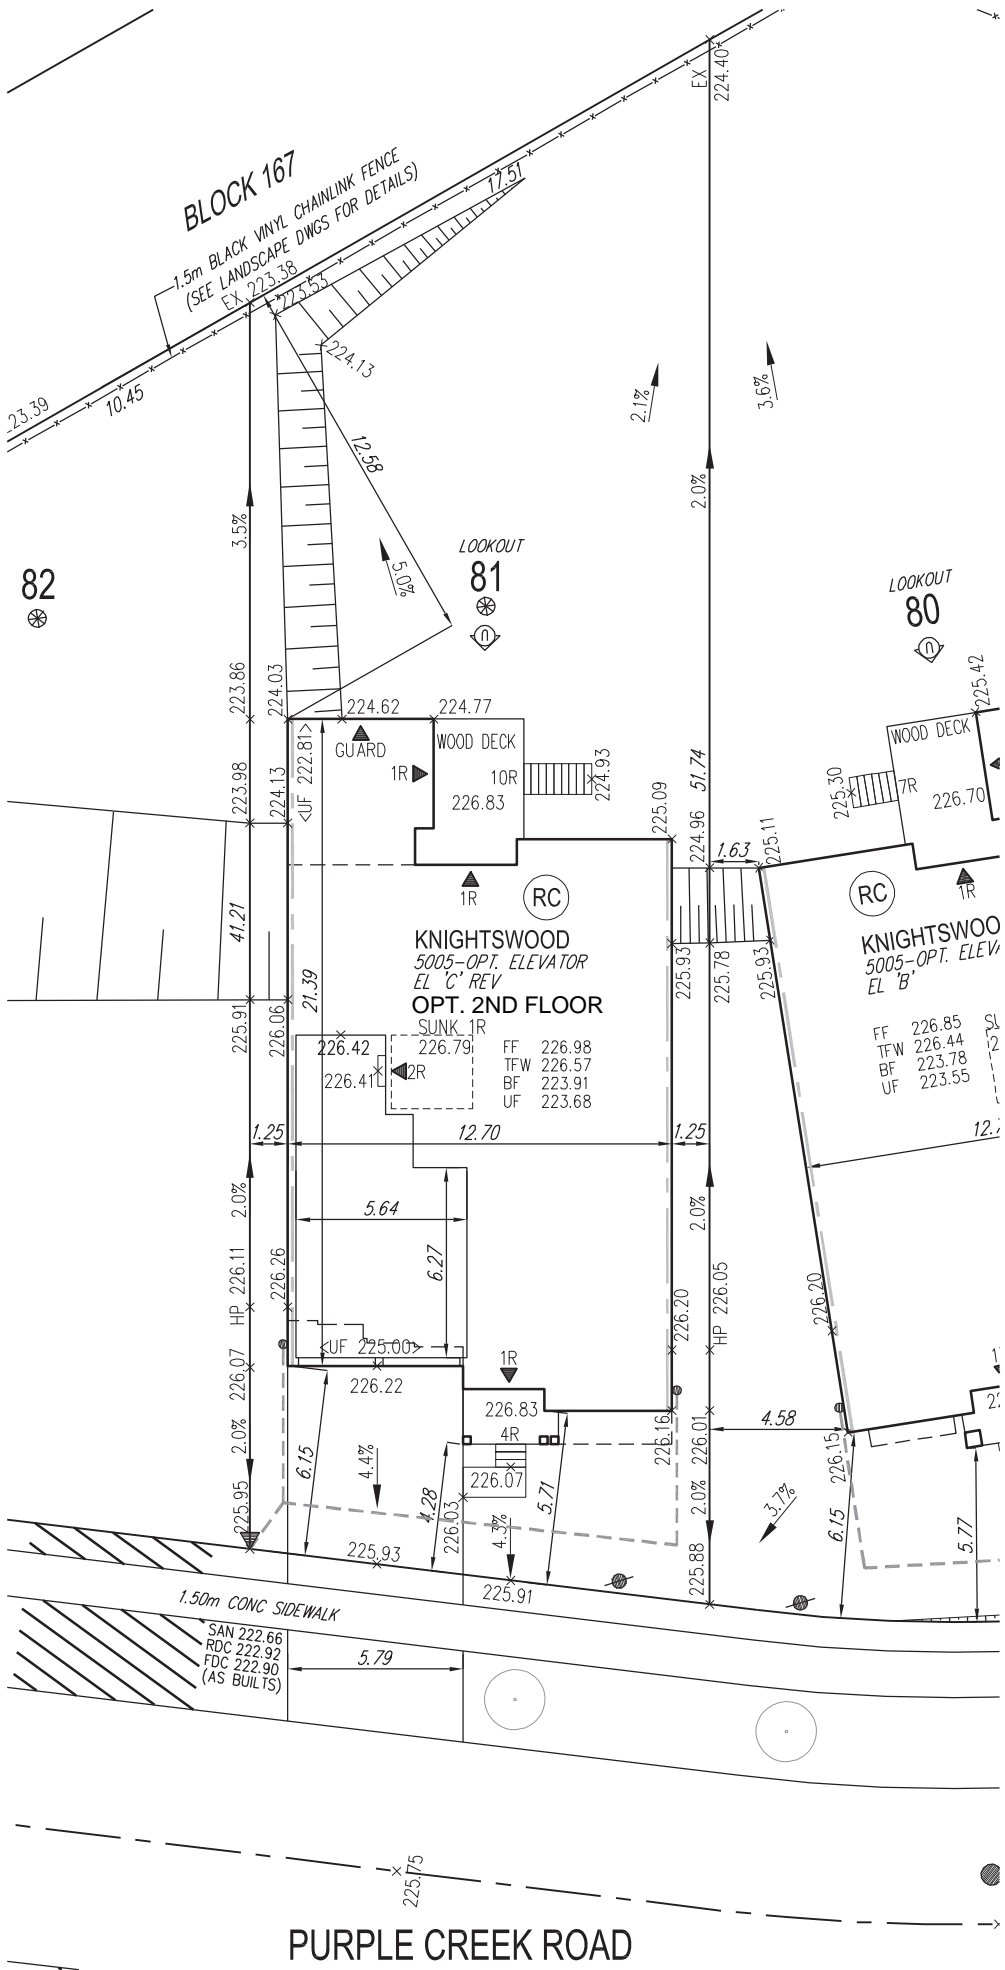 EX
224.40
BLOCK 167
1.5m BLACK VINYL CHAINLINK FENCE
(SEE LANDSCAPE DWGS FOR DETAILS)
17.51
EX 223.38
223.53
224.13
23.39
10.45
12.58
2.1%
3.6%
3.5%
2.0%
5.0%
82
LOOKOUT
81
LOOKOUT
80
223.86
224.03
224.62
224.77
225.42
<UF 222.81>
GUARD
WOOD DECK
1R
10R
224.93
226.83
WOOD DECK
225.30
7R
226.70
223.98
224.13
225.09
224.96
51.74
1.63
225.11
1R
1R
RC
RC
41.21
21.39
KNIGHTSWOOD
5005-OPT. ELEVATOR
EL 'C' REV
OPT. 2ND FLOOR
225.93
225.78
225.93
KNIGHTSWOO
5005-OPT. ELEVA
EL 'B'
225.91
226.06
SUNK 1R
226.42
226.79
226.41
2R
FF 226.98
TFW 226.57
BF 223.91
UF 223.68
FF 226.85
TFW 226.44
BF 223.78
UF 223.55
1.25
12.70
1.25
12.7
2.0%
5.64
2.0%
6.27
HP 226.11
226.26
226.20
HP 226.05
226.20
<UF 225.00>
1R
226.07
226.22
226.83
4R
226.16
226.01
4.58
226.15
2.0%
6.15
4.4%
226.07
4.28
226.03
5.71
4.3%
2.0%
3.7%
6.15
5.77
225.95
225.93
225.91
225.88
1.50m CONC SIDEWALK
SAN 222.66
RDC 222.92
FDC 222.90
(AS BUILTS)
5.79
225.75
PURPLE CREEK ROAD